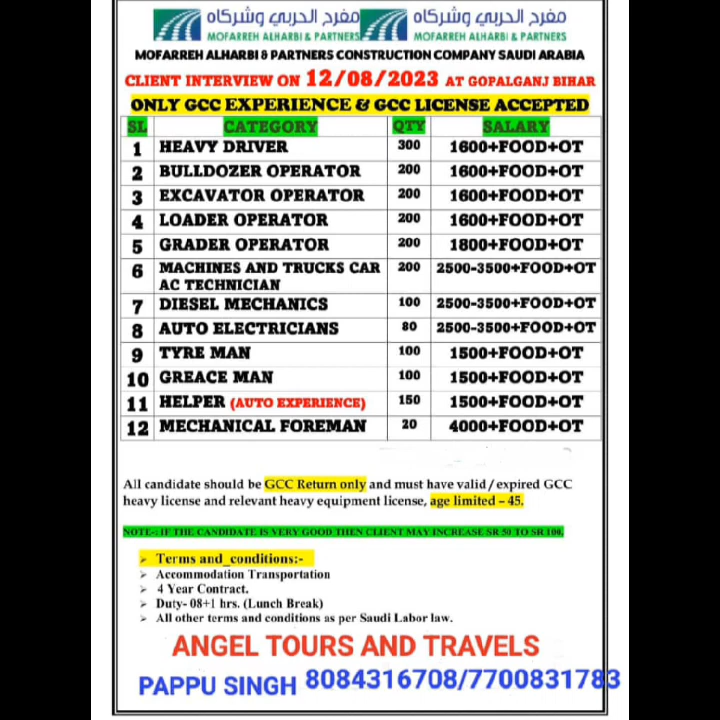 مفرح الحربي وشركاه مفرح الحربي وشركاه
MOFARREH ALHARBI & PARTNERS MOFARREH ALHARBI & PARTNERS
MOFARREH ALHARBI & PARTNERS CONSTRUCTION COMPANY SAUDI ARABIA
CLIENT INTERVIEW ON 12/08/2023 AT GOPALGANJ BIHAR
ONLY GCC EXPERIENCE & GCC LICENSE ACCEPTED
SL CATEGORY QTY SALARY
1 HEAVY DRIVER 300 1600+FOOD+OT
2 BULLDOZER OPERATOR 200 1600+FOOD+OT
3 EXCAVATOR OPERATOR 200 1600+FOOD+OT
4 LOADER OPERATOR 200 1600+FOOD+OT
5 GRADER OPERATOR 200 1800+FOOD+OT
6 MACHINES AND TRUCKS CAR 200 2500-3500+FOOD+OT
AC TECHNICIAN
7 DIESEL MECHANICS 100 2500-3500+FOOD+OT
8 AUTO ELECTRICIANS 80 2500-3500+FOOD+OT
9 TYRE MAN 100 1500+FOOD+OT
10 GREACE MAN 100 1500+FOOD+OT
11 HELPER (AUTO EXPERIENCE) 150 1500+FOOD+OT
12 MECHANICAL FOREMAN 20 4000+FOOD+OT
All candidate should be GCC Return only and must have valid / expired GCC
heavy license and relevant heavy equipment license, age limited – 45.
NOTE-: IF THE CANDIDATE IS VERY GOOD THEN CLIENT MAY INCREASE SR 50 TO SR 100.
➢ Terms and_conditions:-
➢ Accommodation Transportation
➢ 4 Year Contract.
➢ Duty- 08+1 hrs. (Lunch Break)
➢ All other terms and conditions as per Saudi Labor law.
ANGEL TOURS AND TRAVELS
PAPPU SINGH 8084316708/7700831783